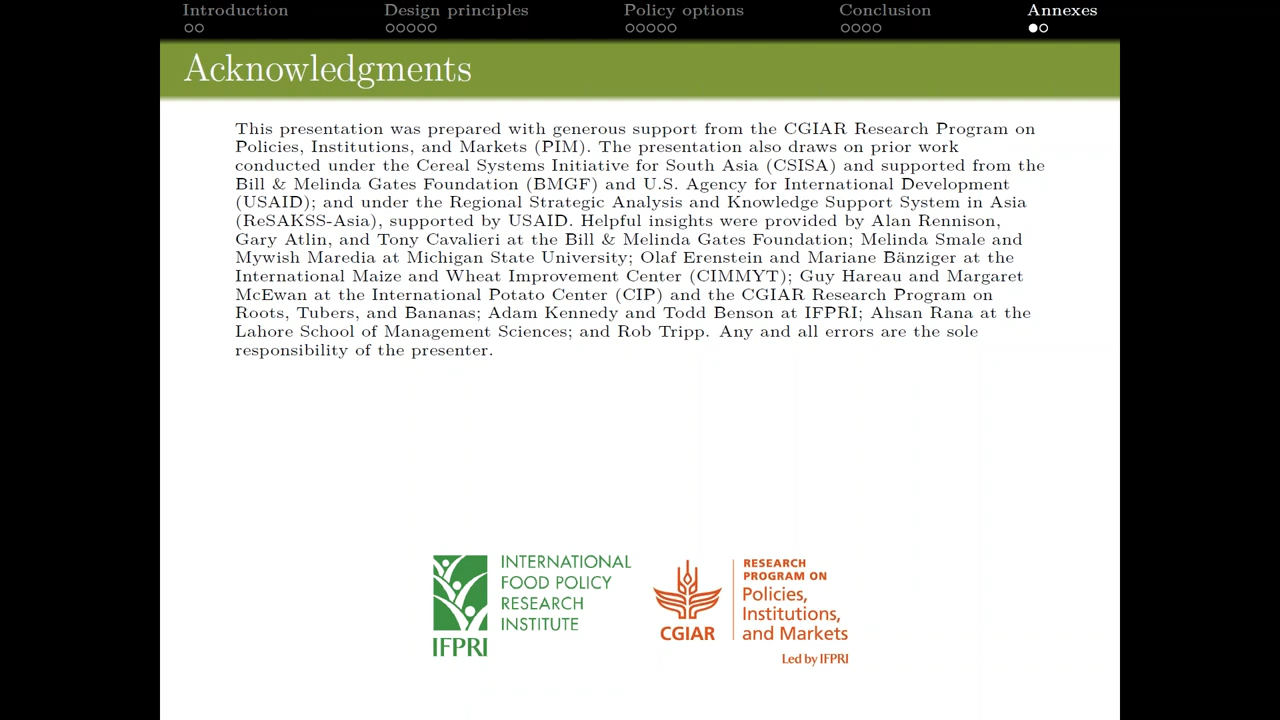 Introduction Design principles Policy options Conclusion Annexes
Acknowledgments
This presentation was prepared with generous support from the CGIAR Research Program on
Policies, Institutions, and Markets (PIM). The presentation also draws on prior work
conducted under the Cereal Systems Initiative for South Asia (CSISA) and supported from the
Bill & Melinda Gates Foundation (BMGF) and U.S. Agency for International Development
(USAID); and under the Regional Strategic Analysis and Knowledge Support System in Asia
(ReSAKSS-Asia), supported by USAID. Helpful insights were provided by Alan Rennison,
Gary Atlin, and Tony Cavalieri at the Bill & Melinda Gates Foundation; Melinda Smale and
Mywish Maredia at Michigan State University; Olaf Erenstein and Mariane Bänziger at the
International Maize and Wheat Improvement Center (CIMMYT); Guy Hareau and Margaret
McEwan at the International Potato Center (CIP) and the CGIAR Research Program on
Roots, Tubers, and Bananas; Adam Kennedy and Todd Benson at IFPRI; Ahsan Rana at the
Lahore School of Management Sciences; and Rob Tripp. Any and all errors are the sole
responsibility of the presenter.
INTERNATIONAL
FOOD POLICY
RESEARCH
INSTITUTE
IFPRI
CGIAR
RESEARCH
PROGRAM ON
Policies,
Institutions,
and Markets
Led by IFPRI